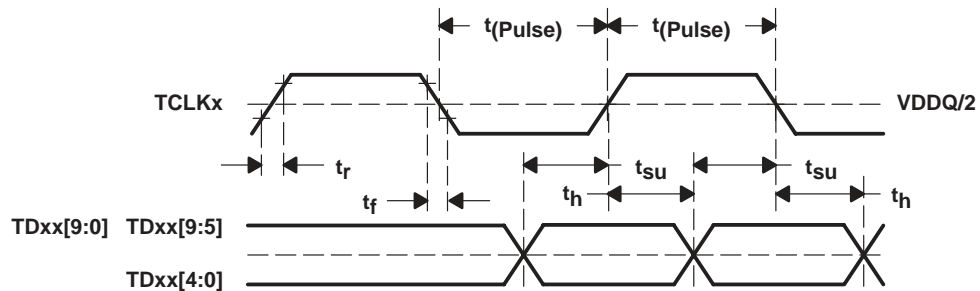 t(Pulse) t(Pulse)
TCLKx VDDQ/2
tr tsu tsu
tf th th
TDxx[9:0] TDxx[9:5]
TDxx[4:0]